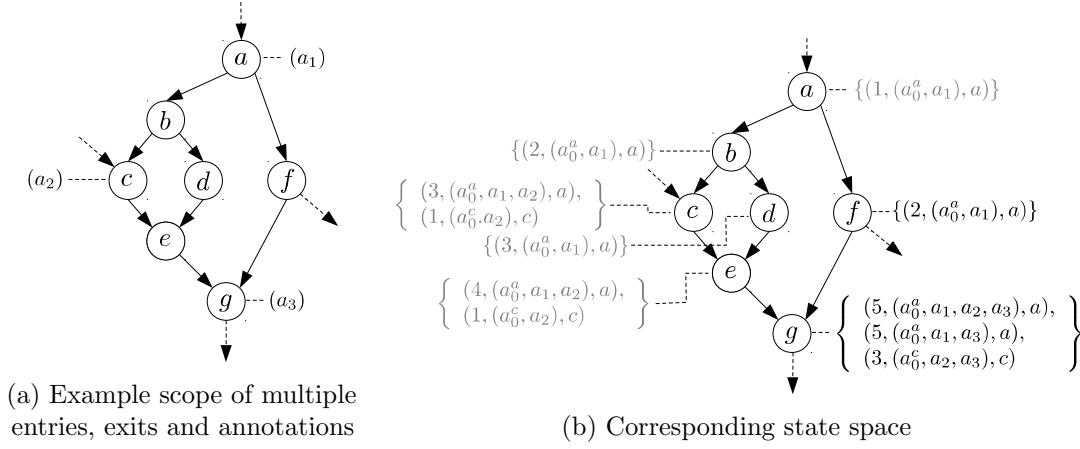 a
(a₁)
b
(a₂)
c
d
f
e
g
(a₃)
(a) Example scope of multiple
entries, exits and annotations
a
{(1, (a₀ᵃ, a₁), a)}
{(2, (a₀ᵃ, a₁), a)}
b
{ (3, (a₀ᵃ, a₁, a₂), a),
(1, (a₀ᶜ.a₂), c) }
c
d
f
{(2, (a₀ᵃ, a₁), a)}
{(3, (a₀ᵃ, a₁), a)}
e
{ (4, (a₀ᵃ, a₁, a₂), a),
(1, (a₀ᶜ, a₂), c) }
g
{ (5, (a₀ᵃ, a₁, a₂, a₃), a),
(5, (a₀ᵃ, a₁, a₃), a),
(3, (a₀ᶜ, a₂, a₃), c) }
(b) Corresponding state space